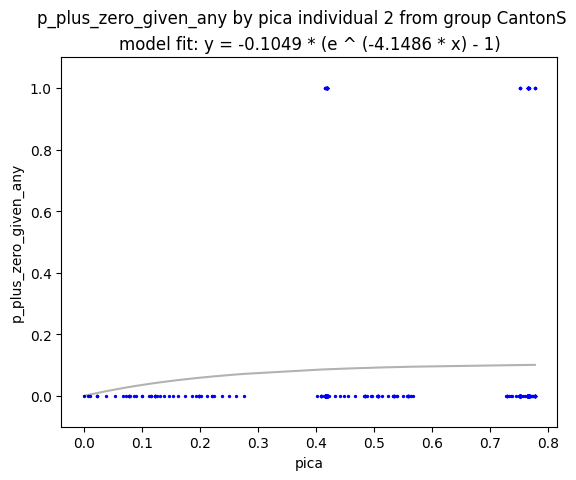 p_plus_zero_given_any by pica individual 2 from group CantonS
model fit: y = -0.1049 * (e ^ (-4.1486 * x) - 1)
1.0
0.8
0.6
0.4
0.2
0.0
p_plus_zero_given_any
0.0 0.1 0.2 0.3 0.4 0.5 0.6 0.7 0.8
pica